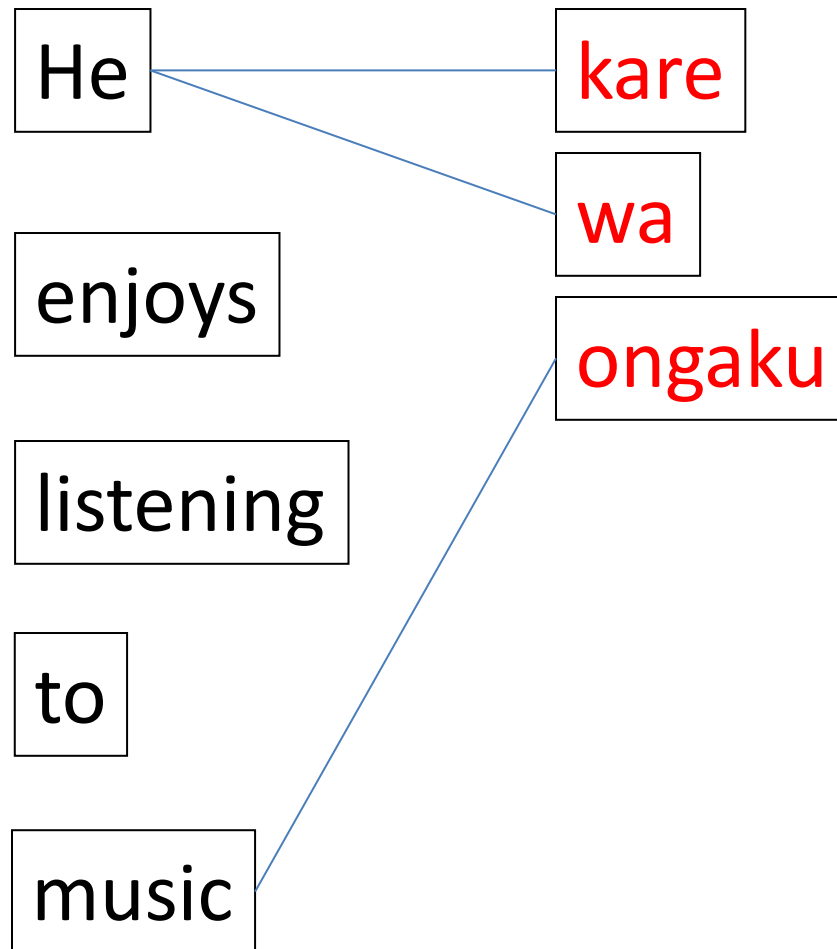 He
enjoys
listening
to
music
kare
wa
ongaku